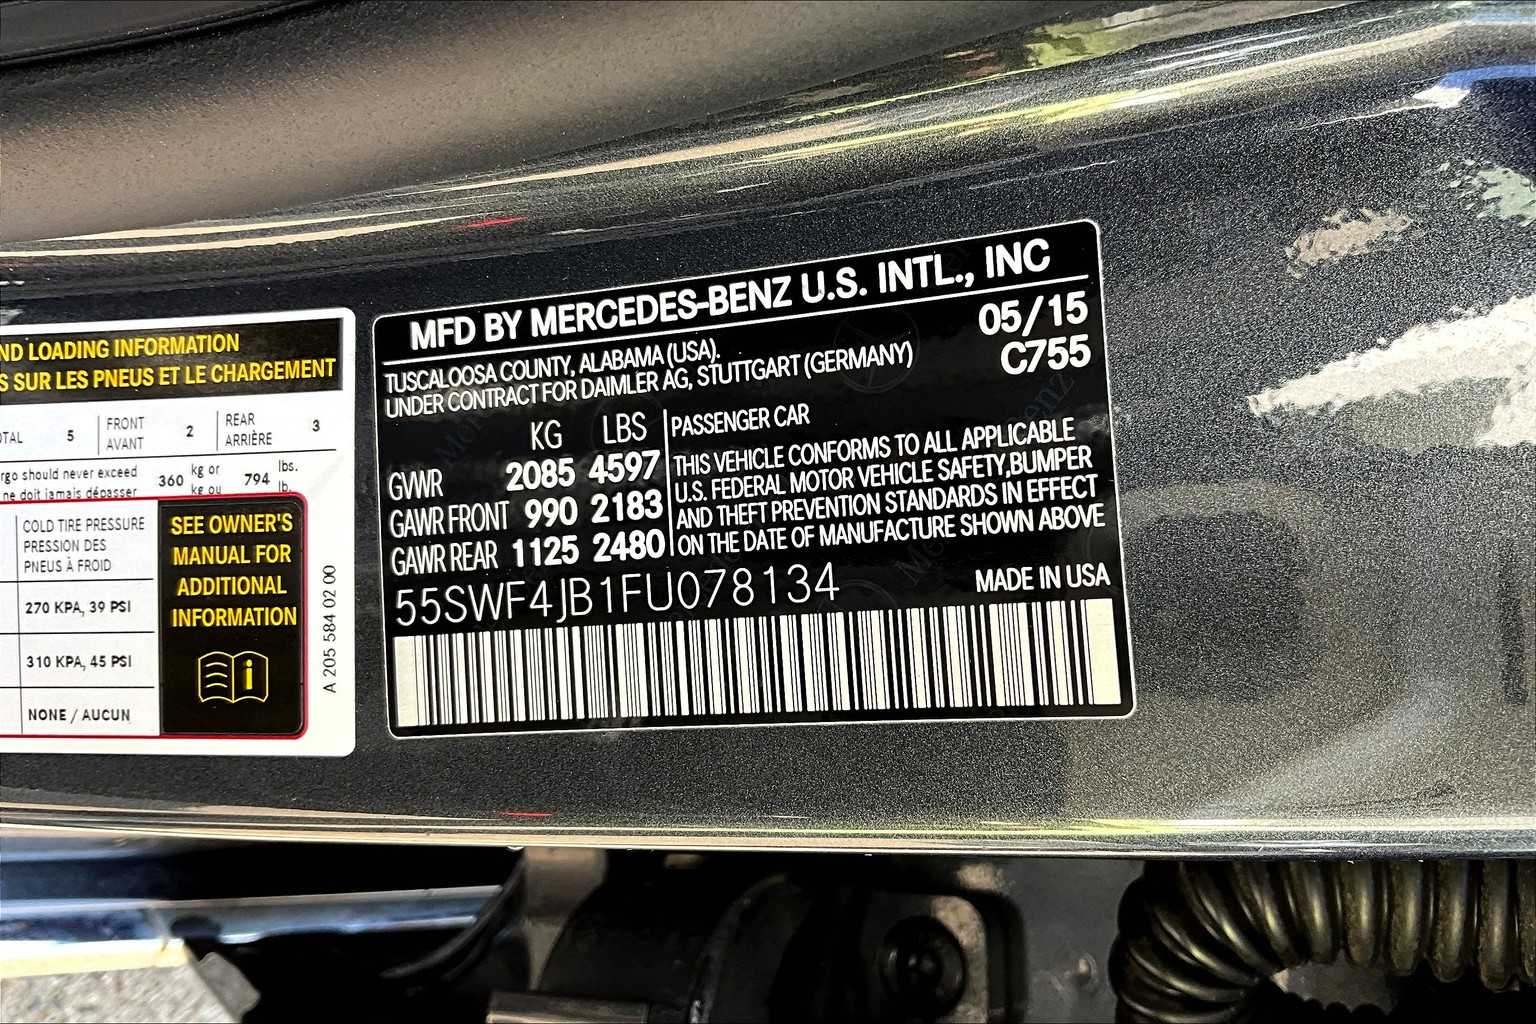 ND LOADING INFORMATION
S SUR LES PNEUS ET LE CHARGEMENT
OTAL 5 FRONT AVANT 2 REAR ARRIÈRE 3
rgo should never exceed
ne doit jamais dépasser
360 kg or kg ou 794 lbs. lb.
COLD TIRE PRESSURE
PRESSION DES
PNEUS À FROID
270 KPA, 39 PSI
310 KPA, 45 PSI
NONE / AUCUN
SEE OWNER'S
MANUAL FOR
ADDITIONAL
INFORMATION
A 205 584 02 00
MFD BY MERCEDES-BENZ U.S. INTL., INC
TUSCALOOSA COUNTY, ALABAMA (USA). 05/15
UNDER CONTRACT FOR DAIMLER AG, STUTTGART (GERMANY) C755
KG LBS
GVWR 2085 4597
GAWR FRONT 990 2183
GAWR REAR 1125 2480
PASSENGER CAR
THIS VEHICLE CONFORMS TO ALL APPLICABLE
U.S. FEDERAL MOTOR VEHICLE SAFETY,BUMPER
AND THEFT PREVENTION STANDARDS IN EFFECT
ON THE DATE OF MANUFACTURE SHOWN ABOVE
55SWF4JB1FU078134 MADE IN USA